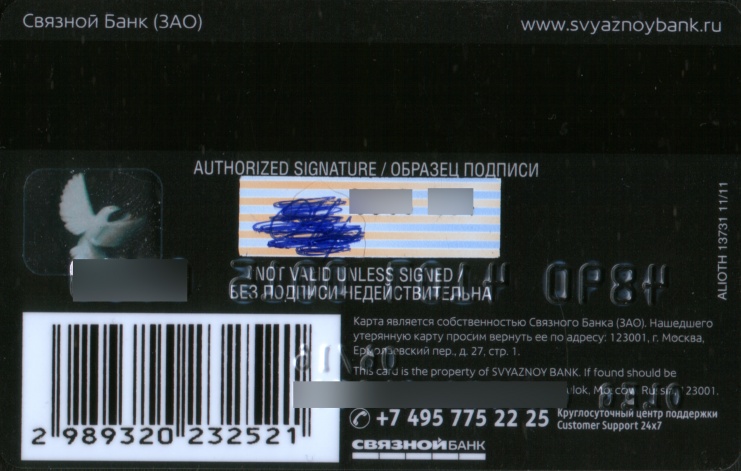 Связной Банк (ЗАО)
www.svyaznoybank.ru
AUTHORIZED SIGNATURE / ОБРАЗЕЦ ПОДПИСИ
NOT VALID UNLESS SIGNED /
БЕЗ ПОДПИСИ НЕДЕЙСТВИТЕЛЬНА
ALIOTH 13731 11/11
Карта является собственностью Связного Банка (ЗАО). Нашедшего
утерянную карту просим вернуть ее по адресу: 123001, г. Москва,
Ермолаевский пер., д. 27, стр. 1.
This card is the property of SVYAZNOY BANK. If found should be
123001.
+7 495 775 22 25
Круглосуточный центр поддержки
Customer Support 24x7
СВЯЗНОЙ БАНК
2 989320 232521